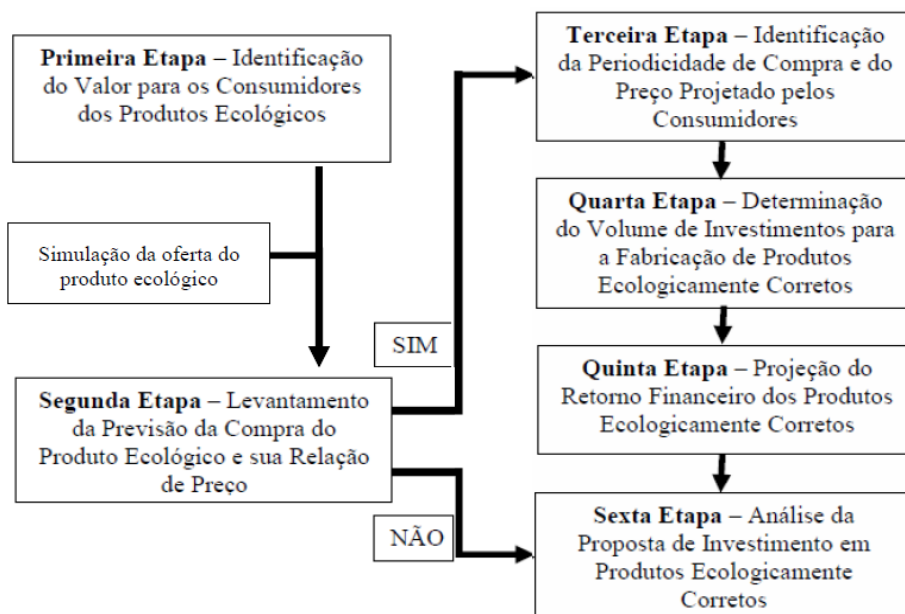 Primeira Etapa – Identificação
do Valor para os Consumidores
dos Produtos Ecológicos
Simulação da oferta do
produto ecológico
Segunda Etapa – Levantamento
da Previsão da Compra do
Produto Ecológico e sua Relação
de Preço
SIM
NÃO
Terceira Etapa – Identificação
da Periodicidade de Compra e do
Preço Projetado pelos
Consumidores
Quarta Etapa – Determinação
do Volume de Investimentos para
a Fabricação de Produtos
Ecologicamente Corretos
Quinta Etapa – Projeção do
Retorno Financeiro dos Produtos
Ecologicamente Corretos
Sexta Etapa – Análise da
Proposta de Investimento em
Produtos Ecologicamente
Corretos